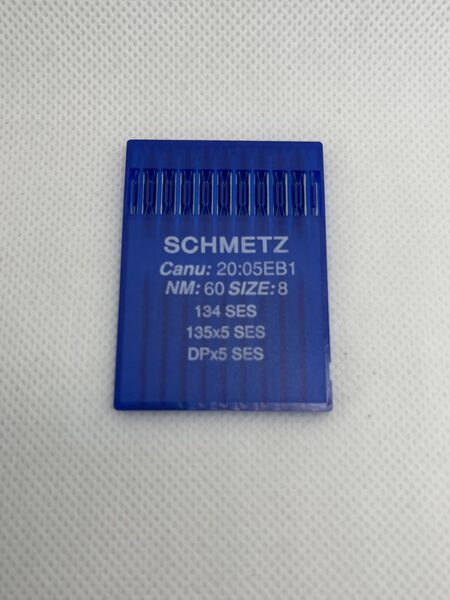 SCHMETZ
Canu: 20:05EB1
NM: 60 SIZE: 8
134 SES
135x5 SES
DPx5 SES